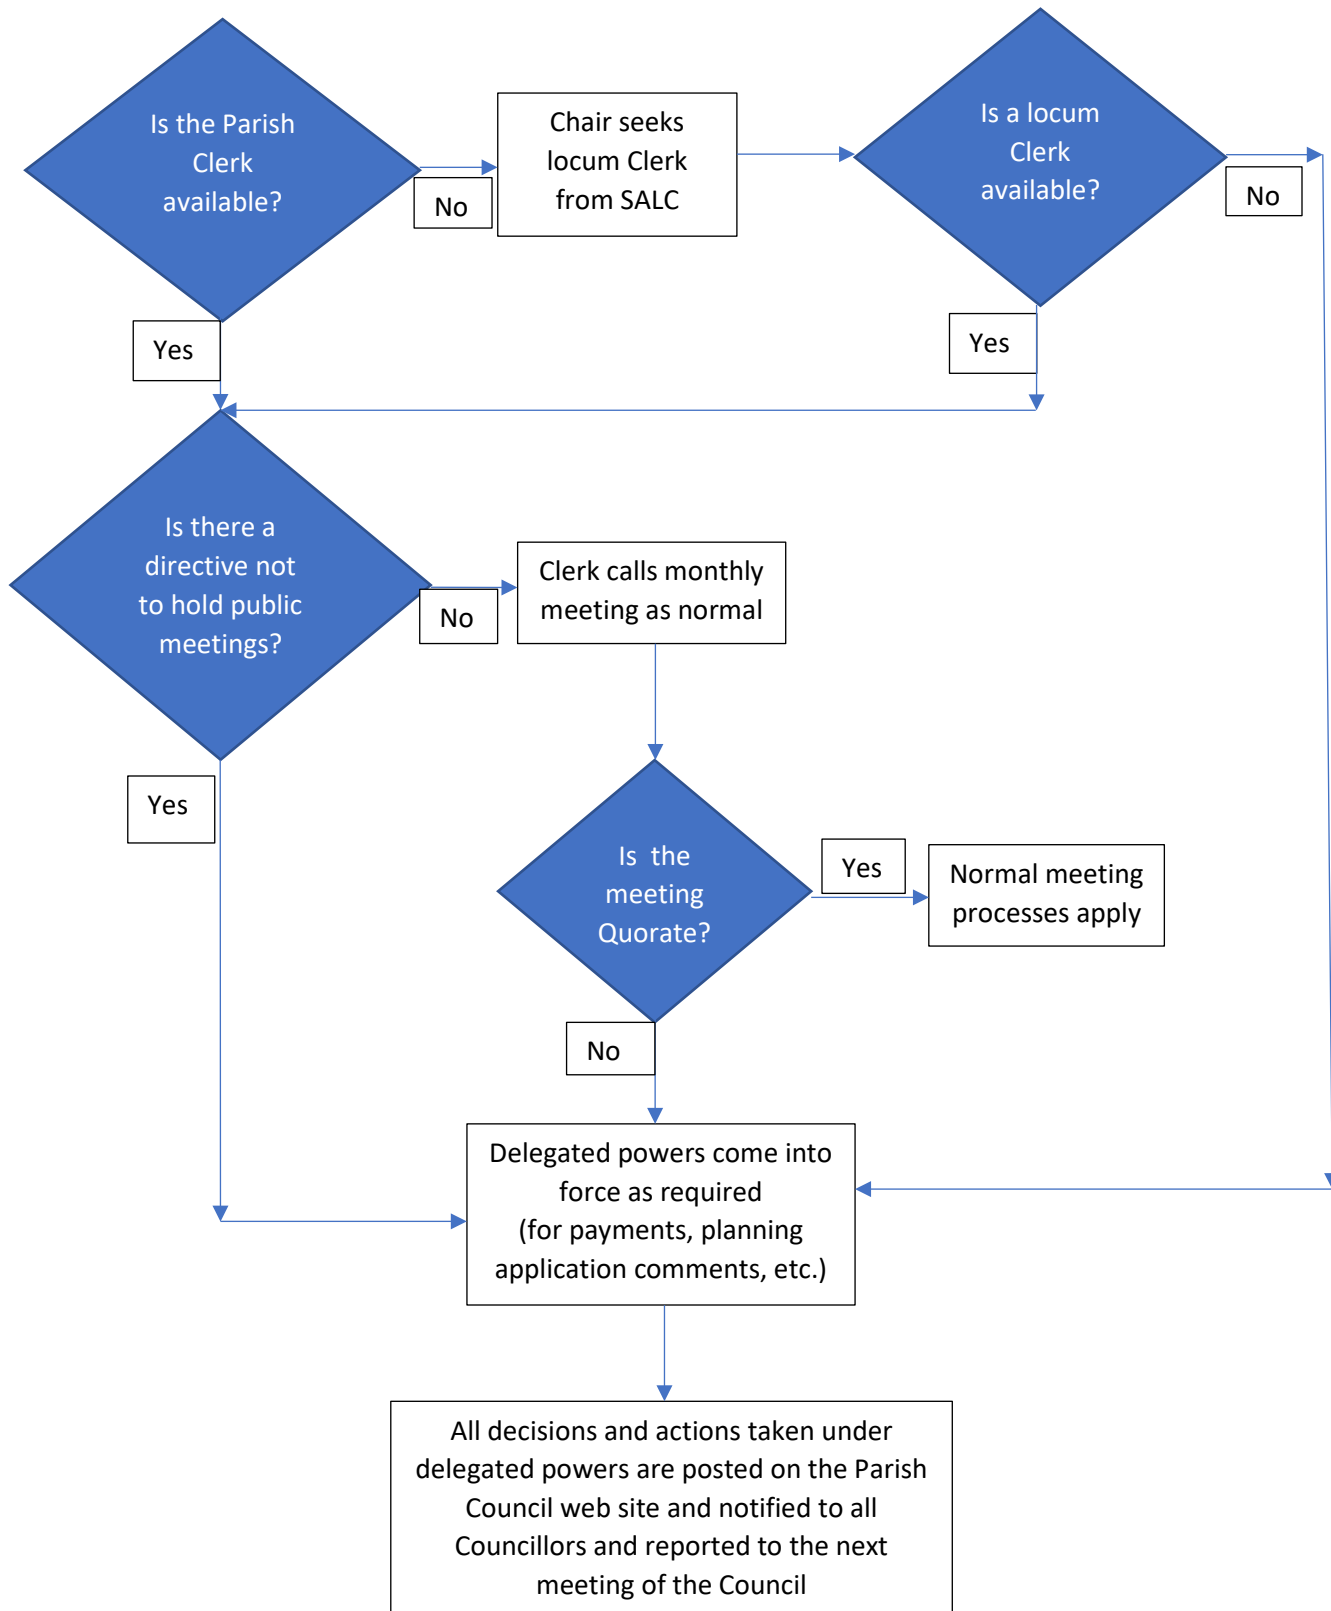 Is the Parish
Clerk
available?
No
Chair seeks
locum Clerk
from SALC
Is a locum
Clerk
available?
No
Yes
Yes
Is there a
directive not
to hold public
meetings?
No
Clerk calls monthly
meeting as normal
Yes
Is the
meeting
Quorate?
Yes
Normal meeting
processes apply
No
Delegated powers come into
force as required
(for payments, planning
application comments, etc.)
All decisions and actions taken under
delegated powers are posted on the Parish
Council web site and notified to all
Councillors and reported to the next
meeting of the Council